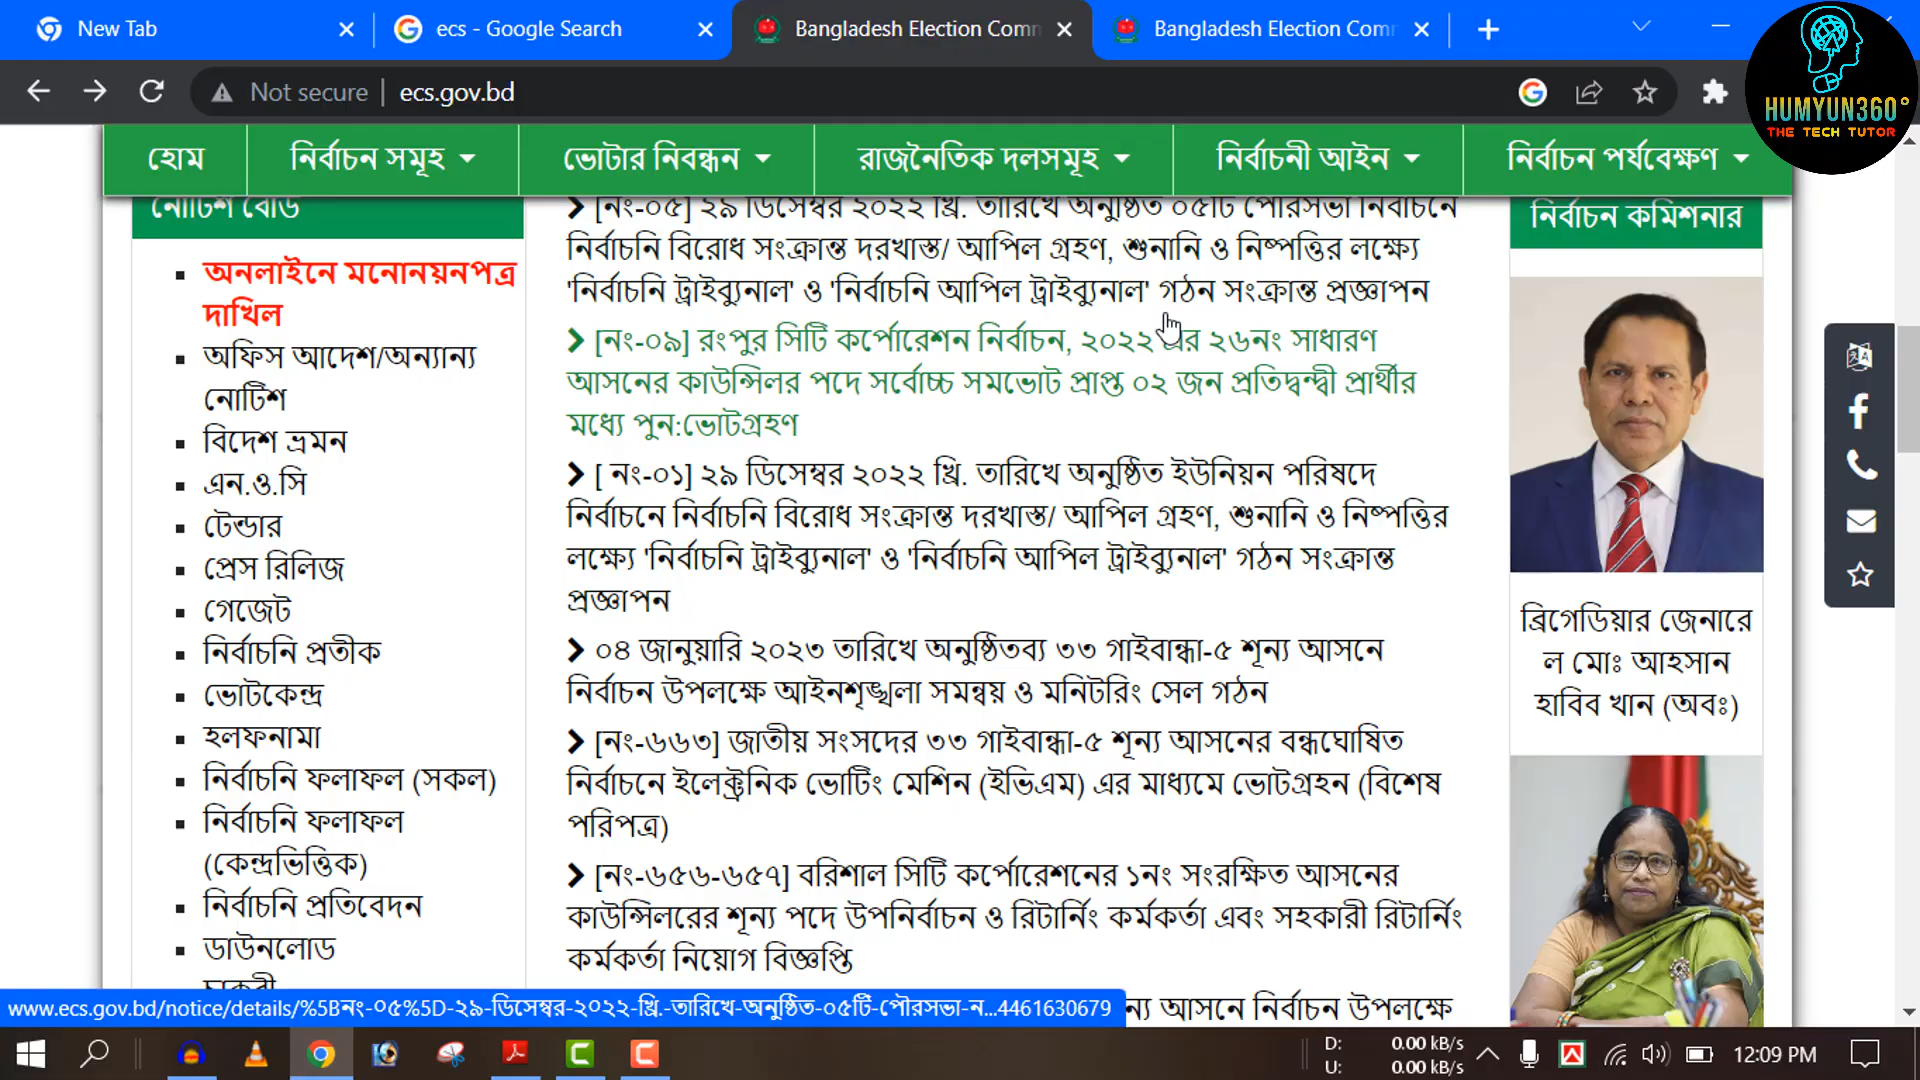 New Tab
ecs - Google Search
Bangladesh Election Com
Bangladesh Election Com
Not secure
ecs.gov.bd
HUMYUN360°
THE TECH TUTOR
হোম
নির্বাচন সমূহ
ভোটার নিবন্ধন
রাজনৈতিক দলসমূহ
নির্বাচনী আইন
নির্বাচন পর্যবেক্ষণ
নোটিশ বোর্ড
অনলাইনে মনোনয়নপত্র
দাখিল
অফিস আদেশ/অন্যান্য
নোটিশ
বিদেশ ভ্রমন
এন.ও.সি
টেন্ডার
প্রেস রিলিজ
গেজেট
নির্বাচনি প্রতীক
ভোটকেন্দ্র
হলফনামা
নির্বাচনি ফলাফল (সকল)
নির্বাচনি ফলাফল
(কেন্দ্রভিত্তিক)
নির্বাচনি প্রতিবেদন
ডাউনলোড
[নং-০৫] ২৯ ডিসেম্বর ২০২২ খ্রি. তারিখে অনুষ্ঠিত ০৫টি পৌরসভা নির্বাচনে
নির্বাচনি বিরোধ সংক্রান্ত দরখাস্ত/ আপিল গ্রহণ, শুনানি ও নিষ্পত্তির লক্ষ্যে
'নির্বাচনি ট্রাইব্যুনাল' ও 'নির্বাচনি আপিল ট্রাইব্যুনাল' গঠন সংক্রান্ত প্রজ্ঞাপন
[নং-০৯] রংপুর সিটি কর্পোরেশন নির্বাচন, ২০২২ এর ২৬নং সাধারণ
আসনের কাউন্সিলর পদে সর্বোচ্চ সমভোট প্রাপ্ত ০২ জন প্রতিদ্বন্দ্বী প্রার্থীর
মধ্যে পুন:ভোটগ্রহণ
[ নং-০১] ২৯ ডিসেম্বর ২০২২ খ্রি. তারিখে অনুষ্ঠিত ইউনিয়ন পরিষদে
নির্বাচনে নির্বাচনি বিরোধ সংক্রান্ত দরখাস্ত/ আপিল গ্রহণ, শুনানি ও নিষ্পত্তির
লক্ষ্যে 'নির্বাচনি ট্রাইব্যুনাল' ও 'নির্বাচনি আপিল ট্রাইব্যুনাল' গঠন সংক্রান্ত
প্রজ্ঞাপন
০৪ জানুয়ারি ২০২৩ তারিখে অনুষ্ঠিতব্য ৩৩ গাইবান্ধা-৫ শূন্য আসনে
নির্বাচন উপলক্ষে আইনশৃঙ্খলা সমন্বয় ও মনিটরিং সেল গঠন
[নং-৬৬৩] জাতীয় সংসদের ৩৩ গাইবান্ধা-৫ শূন্য আসনের বন্ধঘোষিত
নির্বাচনে ইলেক্ট্রনিক ভোটিং মেশিন (ইভিএম) এর মাধ্যমে ভোটগ্রহন (বিশেষ
পরিপত্র)
[নং-৬৫৬-৬৫৭] বরিশাল সিটি কর্পোরেশনের ১নং সংরক্ষিত আসনের
কাউন্সিলরের শূন্য পদে উপনির্বাচন ও রিটার্নিং কর্মকর্তা এবং সহকারী রিটার্নিং
কর্মকর্তা নিয়োগ বিজ্ঞপ্তি
ন্য আসনে নির্বাচন উপলক্ষে
নির্বাচন কমিশনার
ব্রিগেডিয়ার জেনারে
ল মোঃ আহসান
হাবিব খান (অবঃ)
www.ecs.gov.bd/notice/details/%5Bনং-০৫%5D-২৯-ডিসেম্বর-২০২২-খ্রি.-তারিখে-অনুষ্ঠিত-০৫টি-পৌরসভা-ন...4461630679
D: 0.00 kB/s
U: 0.00 kB/s
12:09 PM